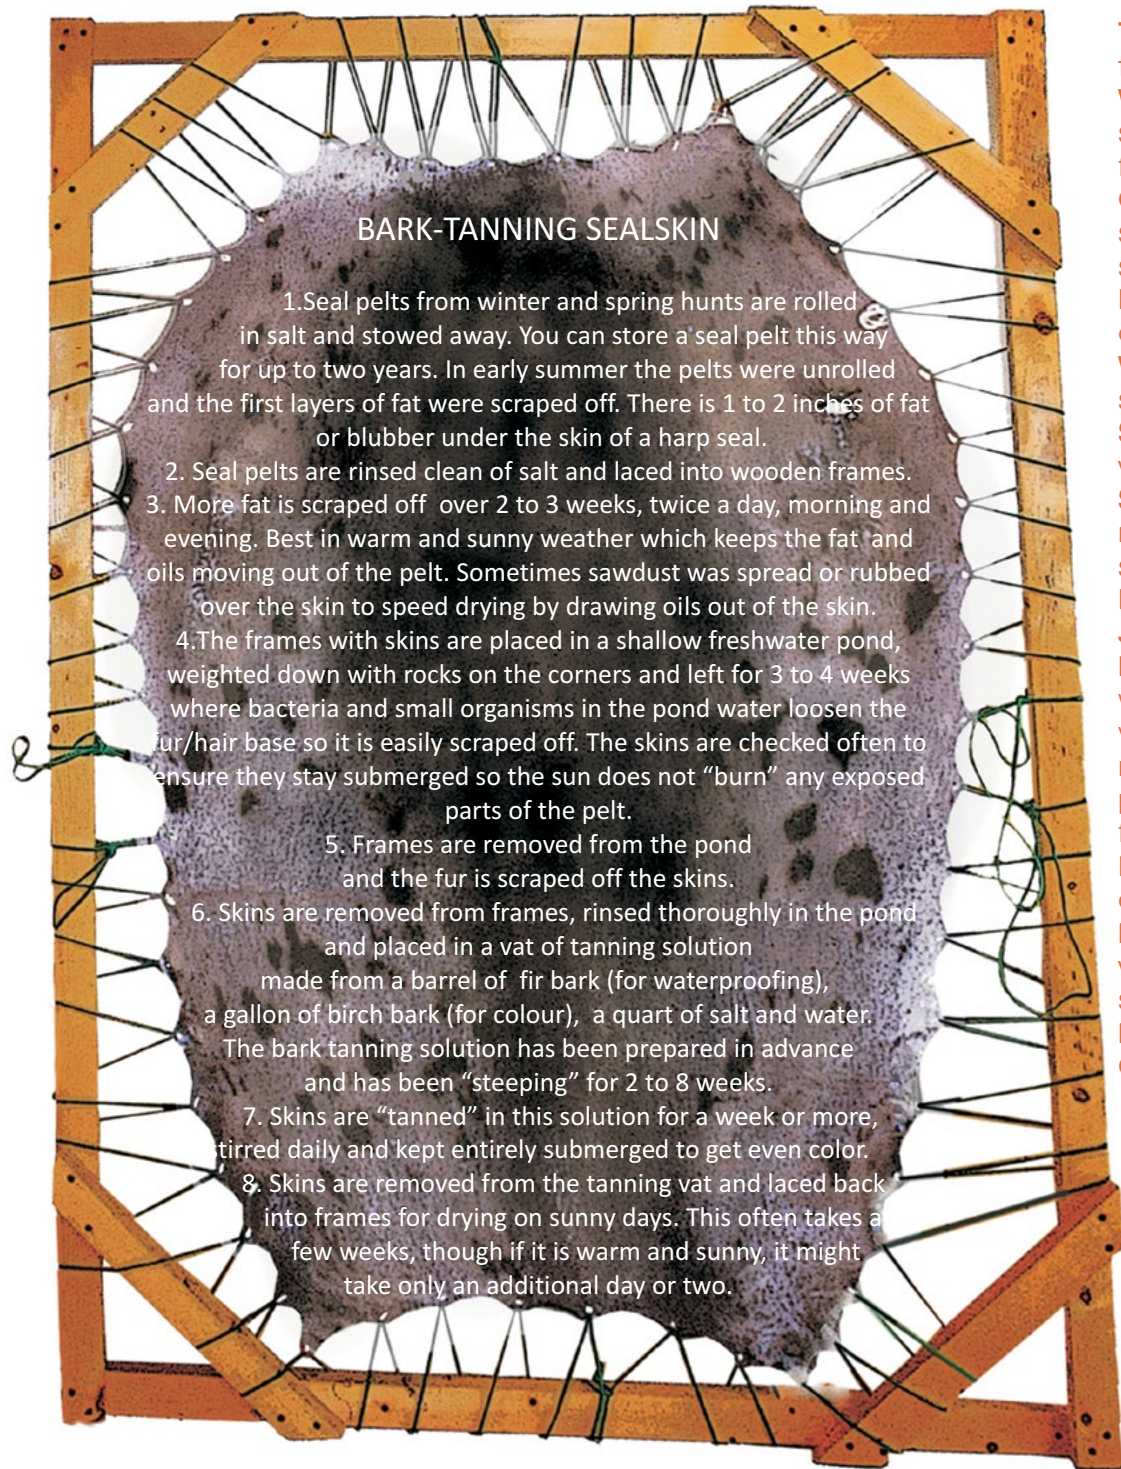 BARK-TANNING SEALSKIN
1.Seal pelts from winter and spring hunts are rolled
in salt and stowed away. You can store a seal pelt this way
for up to two years. In early summer the pelts were unrolled
and the first layers of fat were scraped off. There is 1 to 2 inches of fat
or blubber under the skin of a harp seal.
2. Seal pelts are rinsed clean of salt and laced into wooden frames.
3. More fat is scraped off over 2 to 3 weeks, twice a day, morning and
evening. Best in warm and sunny weather which keeps the fat and
oils moving out of the pelt. Sometimes sawdust was spread or rubbed
over the skin to speed drying by drawing oils out of the skin.
4.The frames with skins are placed in a shallow freshwater pond,
weighted down with rocks on the corners and left for 3 to 4 weeks
where bacteria and small organisms in the pond water loosen the
fur/hair base so it is easily scraped off. The skins are checked often to
ensure they stay submerged so the sun does not “burn” any exposed
parts of the pelt.
5. Frames are removed from the pond
and the fur is scraped off the skins.
6. Skins are removed from frames, rinsed thoroughly in the pond
and placed in a vat of tanning solution
made from a barrel of fir bark (for waterproofing),
a gallon of birch bark (for colour), a quart of salt and water.
The bark tanning solution has been prepared in advance
and has been “steeping” for 2 to 8 weeks.
7. Skins are “tanned” in this solution for a week or more,
stirred daily and kept entirely submerged to get even color.
8. Skins are removed from the tanning vat and laced back
into frames for drying on sunny days. This often takes a
few weeks, though if it is warm and sunny, it might
take only an additional day or two.